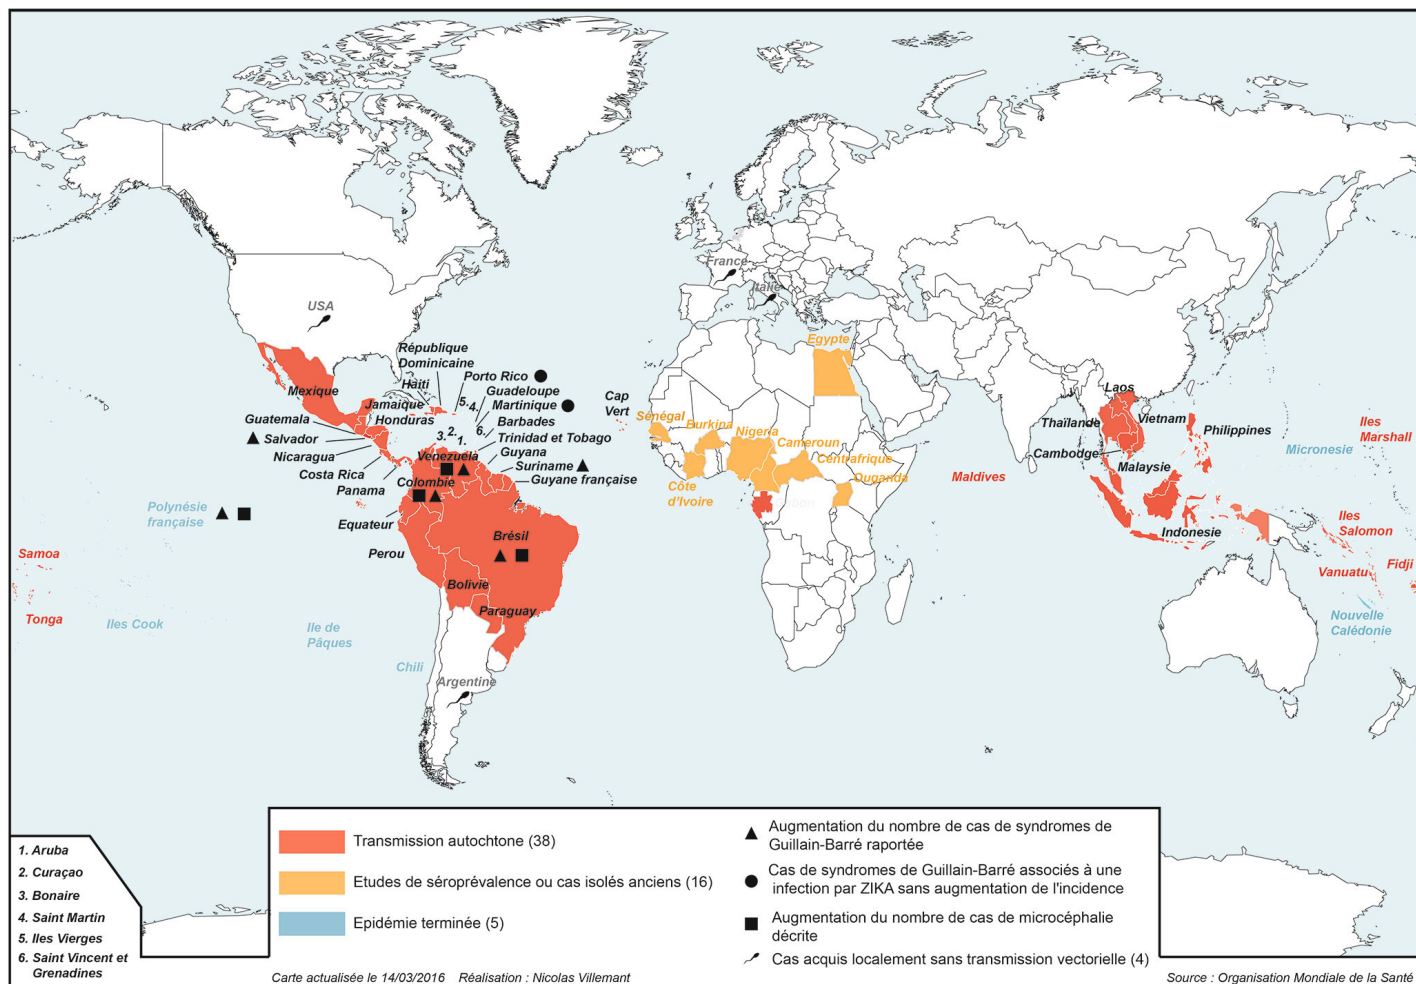 USA
France
Italie
République
Dominicaine
Haiti
Porto Rico
5.
4.
Guadeloupe
Mexique
Jamaique
Martinique
Guatemala
Honduras
Barbades
Salvador
3.
2.
1.
6.
Trinidad et Tobago
Nicaragua
Venezuela
Guyana
Costa Rica
Suriname
Panama
Colombie
Guyane française
Equateur
Perou
Brésil
Bolivie
Paraguay
Chili
Argentine
Polynésie
française
Samoa
Tonga
Iles Cook
Ile de
Pâques
Cap
Vert
Egypte
Sénégal
Burkina
Nigeria
Cameroun
Centrafrique
Ouganda
Côte
d'Ivoire
Gabon
Maldives
Laos
Thaïlande
Vietnam
Philippines
Cambodge
Malaysie
Indonesie
Micronesie
Iles
Marshall
Iles
Salomon
Vanuatu
Fidji
Nouvelle
Calédonie
1. Aruba
2. Curaçao
3. Bonaire
4. Saint Martin
5. Iles Vierges
6. Saint Vincent et
Grenadines
Transmission autochtone (38)
Etudes de séroprévalence ou cas isolés anciens (16)
Epidémie terminée (5)
Augmentation du nombre de cas de syndromes de
Guillain-Barré raportée
Cas de syndromes de Guillain-Barré associés à une
infection par ZIKA sans augmentation de l'incidence
Augmentation du nombre de cas de microcéphalie
décrite
Cas acquis localement sans transmission vectorielle (4)
Carte actualisée le 14/03/2016 Réalisation : Nicolas Villemant
Source : Organisation Mondiale de la Santé